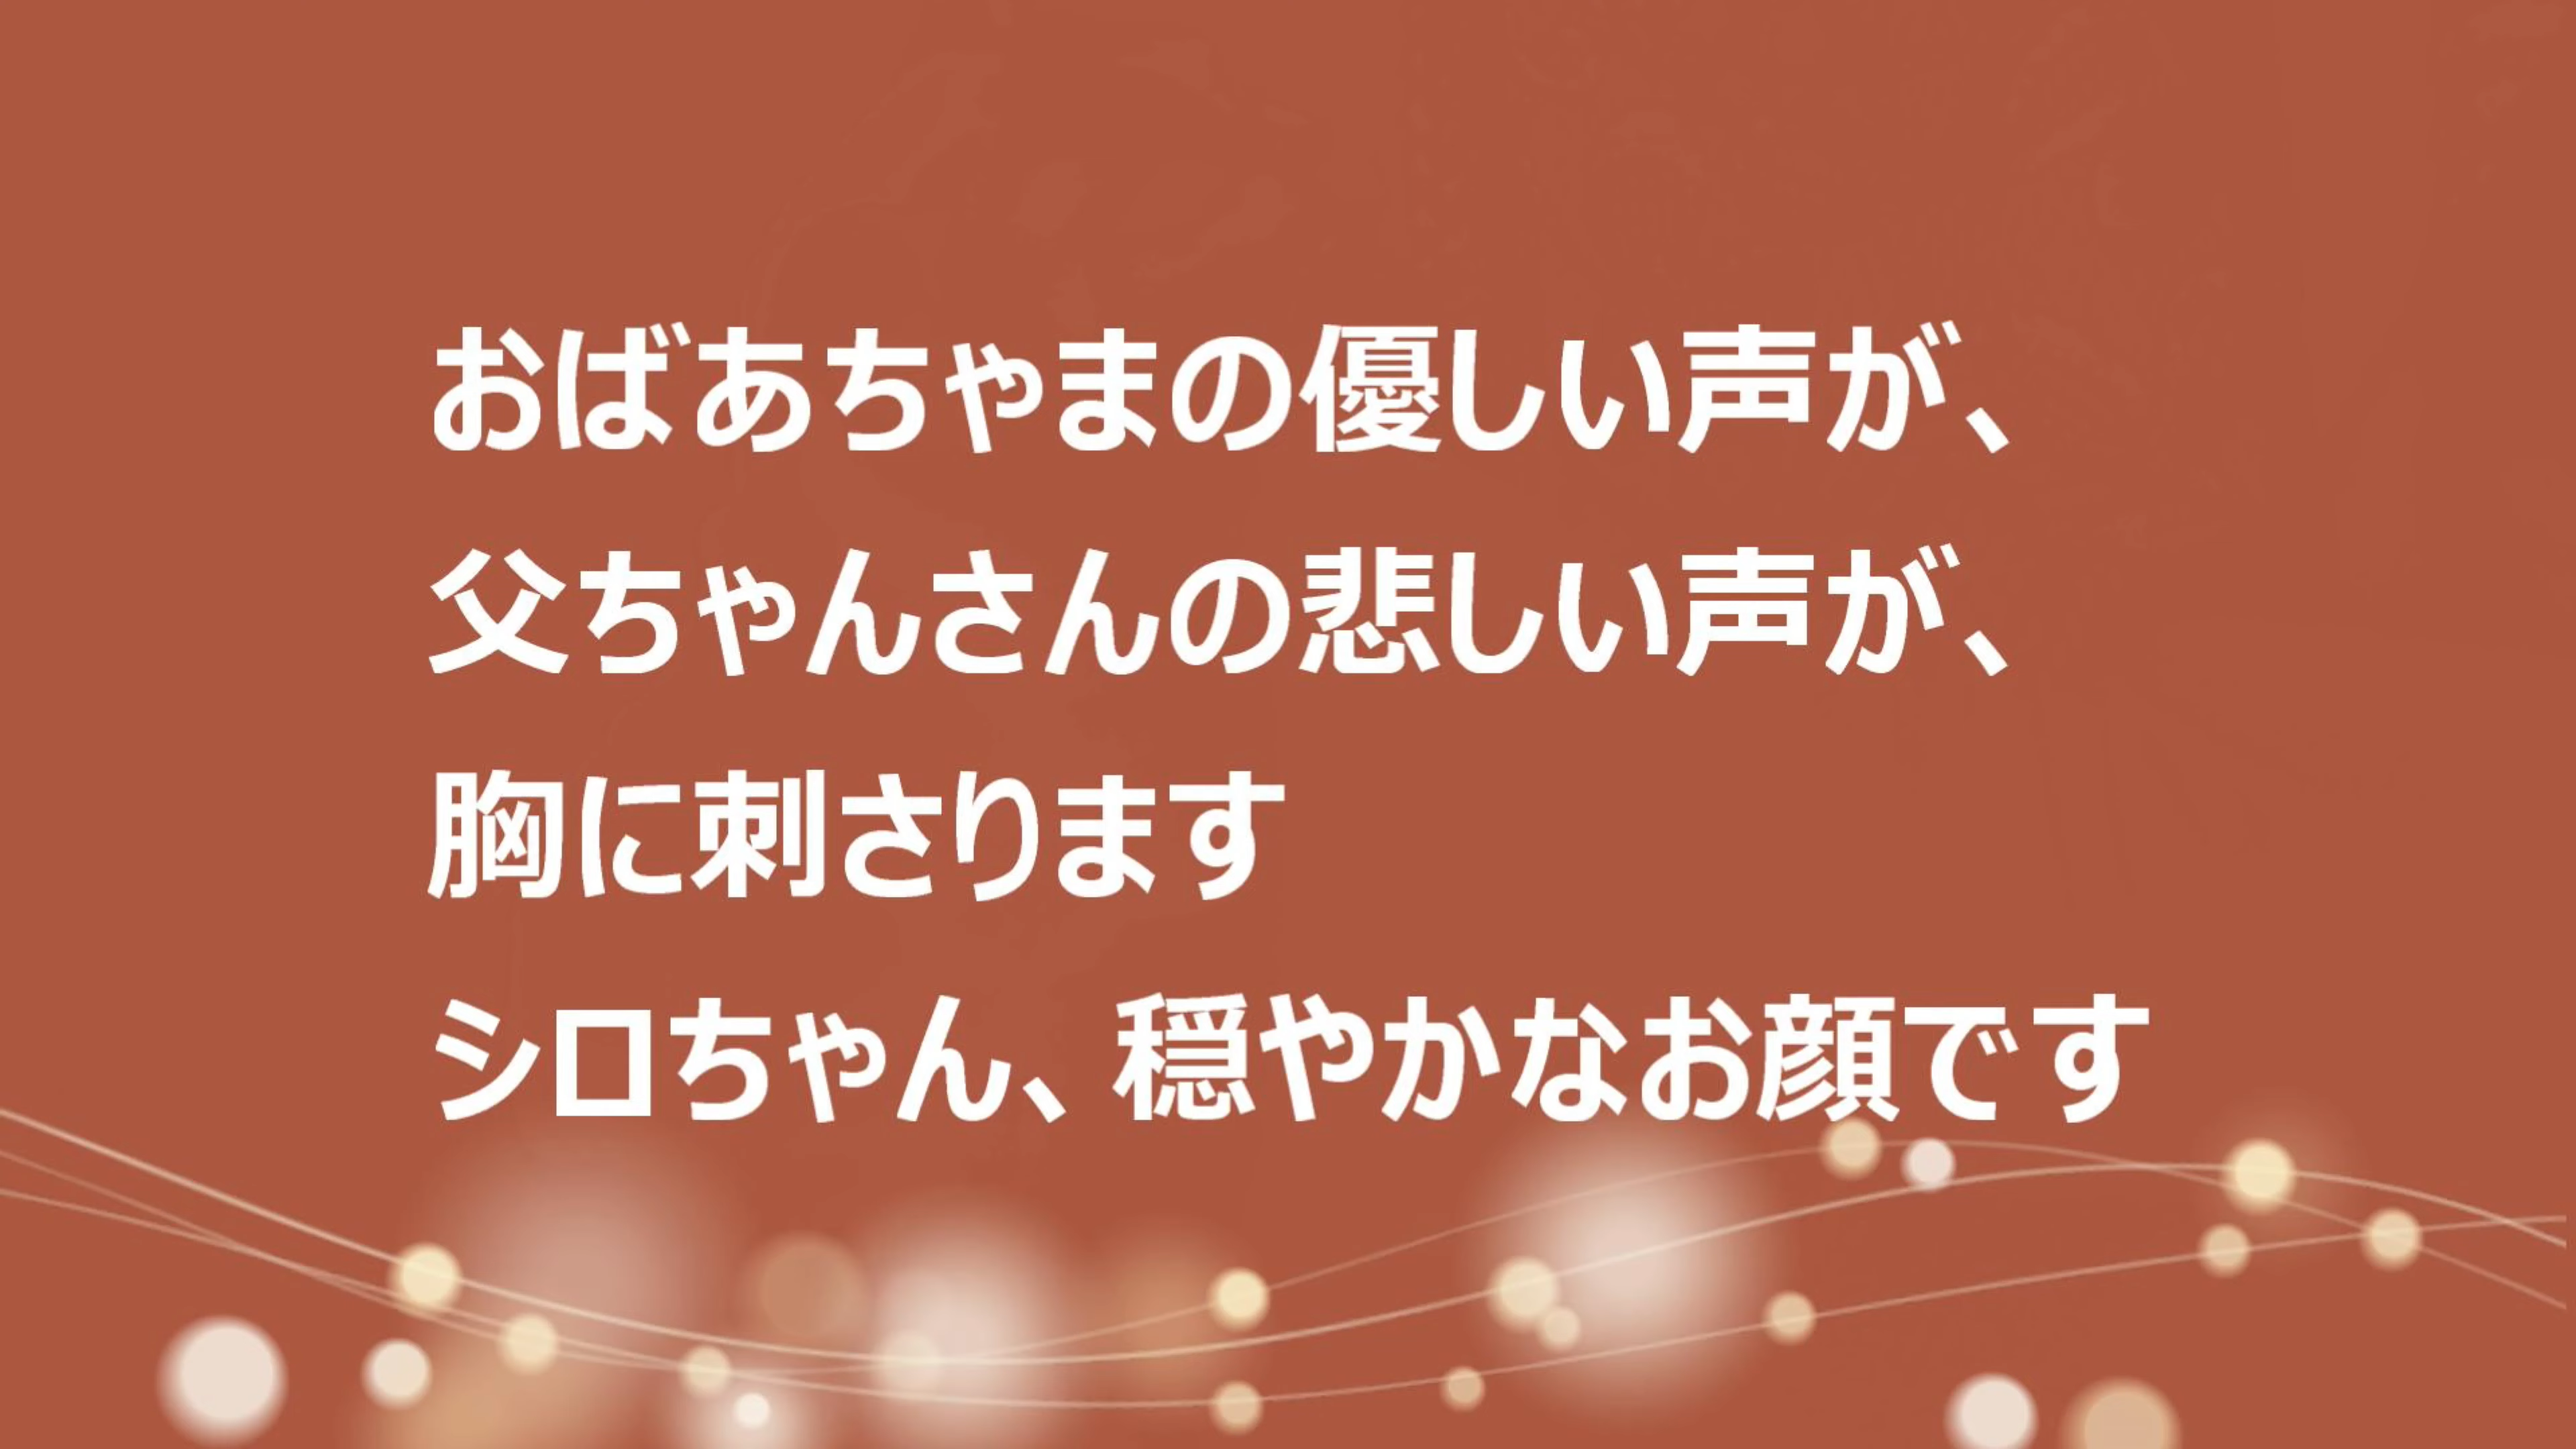 おばあちゃまの優しい声が、
父ちゃんさんの悲しい声が、
胸に刺さります
シロちゃん、穏やかなお顔です